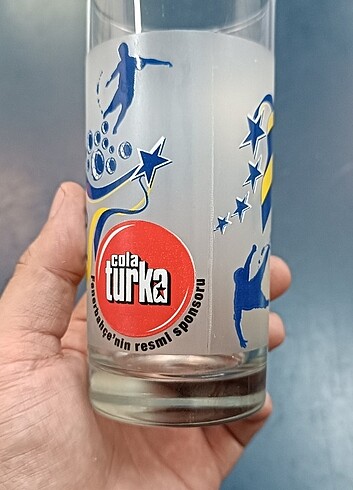 cola
turka
Fenerbahçe'nin resmi sponsoru